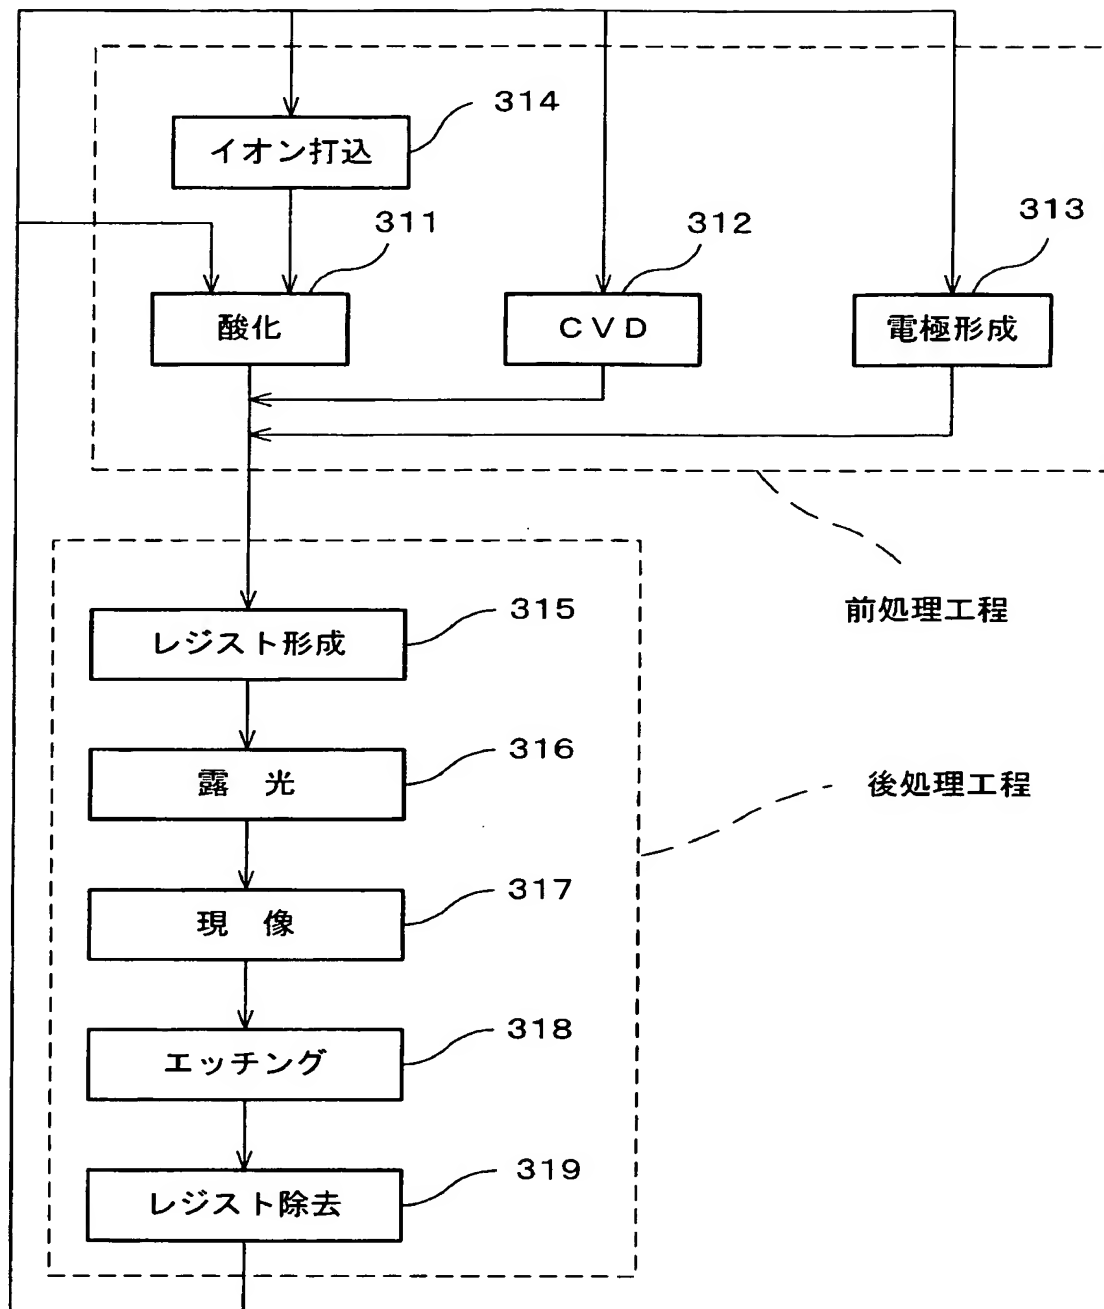 314
イオン打込
311
312
313
酸化
CVD
電極形成
前処理工程
315
レジスト形成
316
露 光
後処理工程
317
現 像
318
エッチング
319
レジスト除去